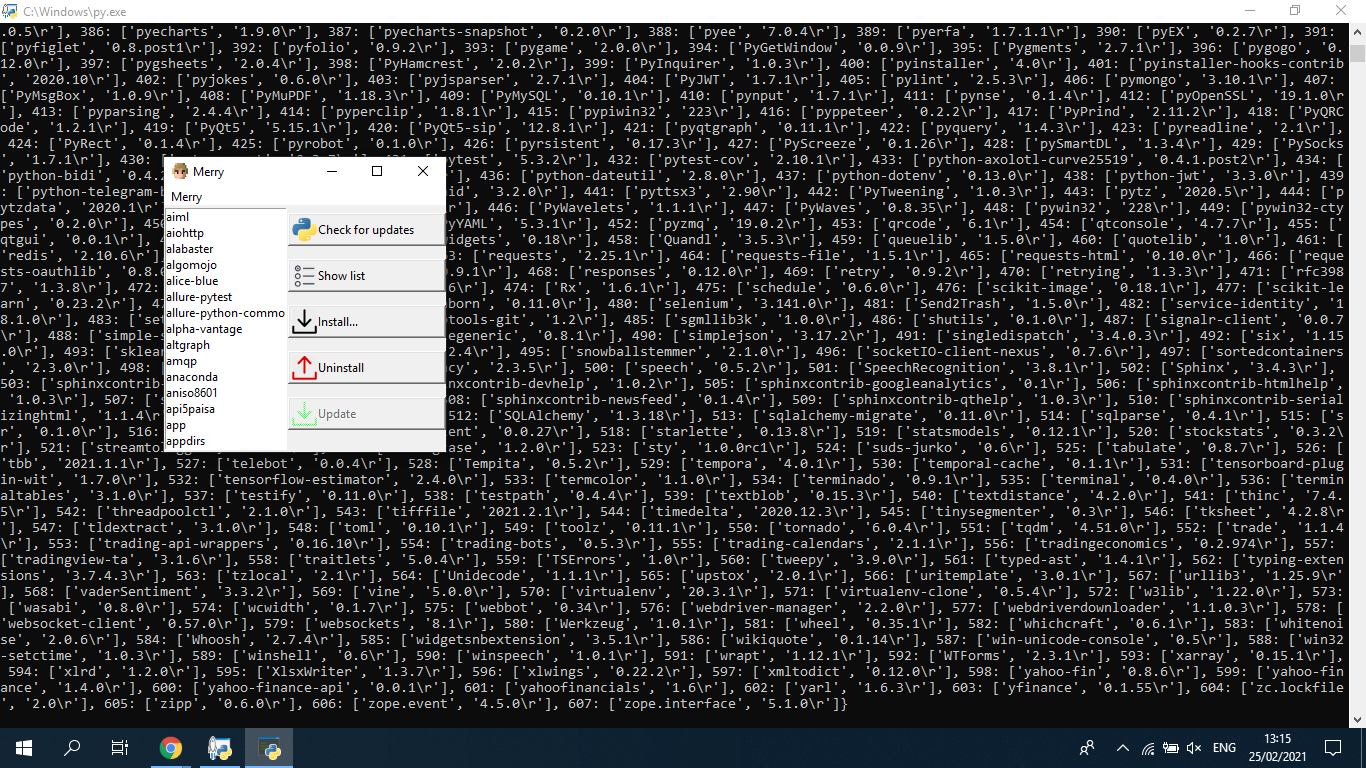 C:\Windows\py.exe
.0.5\r'], 386: ['pyecharts', '1.9.0\r'], 387: ['pyecharts-snapshot', '0.2.0\r'], 388: ['pyee', '7.0.4\r'], 389: ['pyerfa', '1.7.1.1\r'], 390: ['pyEX', '0.2.7\r'], 391:
['pyfiglet', '0.8.post1\r'], 392: ['pyfolio', '0.9.2\r'], 393: ['pygame', '2.0.0\r'], 394: ['PyGetWindow', '0.0.9\r'], 395: ['Pygments', '2.7.1\r'], 396: ['pygogo', '0.
12.0\r'], 397: ['pygsheets', '2.0.4\r'], 398: ['PyHamcrest', '2.0.2\r'], 399: ['PyInquirer', '1.0.3\r'], 400: ['pyinstaller', '4.0\r'], 401: ['pyinstaller-hooks-contrib
', '2020.10\r'], 402: ['pyjokes', '0.6.0\r'], 403: ['pyjsparser', '2.7.1\r'], 404: ['PyJWT', '1.7.1\r'], 405: ['pylint', '2.5.3\r'], 406: ['pymongo', '3.10.1\r'], 407:
['PyMsgBox', '1.0.9\r'], 408: ['PyMuPDF', '1.18.3\r'], 409: ['PyMySQL', '0.10.1\r'], 410: ['pynput', '1.7.1\r'], 411: ['pynse', '0.1.4\r'], 412: ['pyOpenSSL', '19.1.0\r
'], 413: ['pyparsing', '2.4.4\r'], 414: ['pyperclip', '1.8.1\r'], 415: ['pypiwin32', '223\r'], 416: ['pyppeteer', '0.2.2\r'], 417: ['PyPrind', '2.11.2\r'], 418: ['PyQRC
ode', '1.2.1\r'], 419: ['PyQt5', '5.15.1\r'], 420: ['PyQt5-sip', '12.8.1\r'], 421: ['pyqtgraph', '0.11.1\r'], 422: ['pyquery', '1.4.3\r'], 423: ['pyreadline', '2.1\r'],
424: ['PyRect', '0.1.4\r'], 425: ['pyrobot', '0.1.0\r'], 426: ['pyrsistent', '0.17.3\r'], 427: ['PyScreeze', '0.1.26\r'], 428: ['pySmartDL', '1.3.4\r'], 429: ['PySocks
', '1.7.1\r'], 430: ytest', '5.3.2\r'], 432: ['pytest-cov', '2.10.1\r'], 433: ['python-axolotl-curve25519', '0.4.1.post2\r'], 434: [
'python-bidi', '0.4. 436: ['python-dateutil', '2.8.0\r'], 437: ['python-dotenv', '0.13.0\r'], 438: ['python-jwt', '3.3.0\r'], 439
: ['python-telegram-b id', '3.2.0\r'], 441: ['pyttsx3', '2.90\r'], 442: ['PyTweening', '1.0.3\r'], 443: ['pytz', '2020.5\r'], 444: ['p
ytzdata', '2020.1\r'], 446: ['PyWavelets', '1.1.1\r'], 447: ['PyWaves', '0.8.35\r'], 448: ['pywin32', '228\r'], 449: ['pywin32-cty
pes', '0.2.0\r'], 450 yYAML', '5.3.1\r'], 452: ['pyzmq', '19.0.2\r'], 453: ['qrcode', '6.1\r'], 454: ['qtconsole', '4.7.7\r'], 455: ['
qtgui', '0.0.1\r'], idgets', '0.18\r'], 458: ['Quandl', '3.5.3\r'], 459: ['queuelib', '1.5.0\r'], 460: ['quotelib', '1.0\r'], 461: [
'redis', '2.10.6\r'], 463: ['requests', '2.25.1\r'], 464: ['requests-file', '1.5.1\r'], 465: ['requests-html', '0.10.0\r'], 466: ['reque
sts-oauthlib', '0.8. .9.1\r'], 468: ['responses', '0.12.0\r'], 469: ['retry', '0.9.2\r'], 470: ['retrying', '1.3.3\r'], 471: ['rfc398
7', '1.3.8\r'], 472: 474: ['Rx', '1.6.1\r'], 475: ['schedule', '0.6.0\r'], 476: ['scikit-image', '0.18.1\r'], 477: ['scikit-le
arn', '0.23.2\r'], born', '0.11.0\r'], 480: ['selenium', '3.141.0\r'], 481: ['Send2Trash', '1.5.0\r'], 482: ['service-identity', '1
8.1.0\r'], 483: ['set tools-git', '1.2\r'], 485: ['sgmllib3k', '1.0.0\r'], 486: ['shutils', '0.1.0\r'], 487: ['signalr-client', '0.0.7
\r'], 488: ['simple-s egeneric', '0.8.1\r'], 490: ['simplejson', '3.17.2\r'], 491: ['singledispatch', '3.4.0.3\r'], 492: ['six', '1.15
.0\r'], 493: ['sklear 2.4\r'], 495: ['snowballstemmer', '2.1.0\r'], 496: ['socketIO-client-nexus', '0.7.6\r'], 497: ['sortedcontainers
', '2.3.0\r'], 498: cy', '2.3.5\r'], 500: ['speech', '0.5.2\r'], 501: ['SpeechRecognition', '3.8.1\r'], 502: ['Sphinx', '3.4.3\r'],
503: ['sphinxcontrib- inxcontrib-devhelp', '1.0.2\r'], 505: ['sphinxcontrib-googleanalytics', '0.1\r'], 506: ['sphinxcontrib-htmlhelp',
'1.0.3\r'], 507: ['s 08: ['sphinxcontrib-newsfeed', '0.1.4\r'], 509: ['sphinxcontrib-qthelp', '1.0.3\r'], 510: ['sphinxcontrib-serial
izinghtml', '1.1.4\r 512: ['SQLAlchemy', '1.3.18\r'], 513: ['sqlalchemy-migrate', '0.11.0\r'], 514: ['sqlparse', '0.4.1\r'], 515: ['s
r', '0.1.0\r'], 516: ent', '0.0.27\r'], 518: ['starlette', '0.13.8\r'], 519: ['statsmodels', '0.12.0\r'], 520: ['stockstats', '0.3.2\r
'], 521: ['streamto ase', '1.2.0\r'], 523: ['sty', '1.0.0rc1\r'], 524: ['suds-jurko', '0.6\r'], 525: ['tabulate', '0.8.7\r'], 526: [
'tbb', '2021.1.1\r'], 527: ['telebot', '0.0.4\r'], 528: ['Tempita', '0.5.2\r'], 529: ['tempora', '4.0.1\r'], 530: ['temporal-cache', '0.1.1\r'], 531: ['tensorboard-plug
in-wit', '1.7.0\r'], 532: ['tensorflow-estimator', '2.4.0\r'], 533: ['termcolor', '1.1.0\r'], 534: ['terminado', '0.9.1\r'], 535: ['terminal', '0.4.0\r'], 536: ['termin
altables', '3.1.0\r'], 537: ['testify', '0.11.0\r'], 538: ['testpath', '0.4.4\r'], 539: ['textblob', '0.15.3\r'], 540: ['textdistance', '4.2.0\r'], 541: ['thinc', '7.4.
5\r'], 542: ['threadpoolctl', '2.1.0\r'], 543: ['tifffile', '2021.2.1\r'], 544: ['timedelta', '2020.12.3\r'], 545: ['tinysegmenter', '0.3\r'], 546: ['tksheet', '4.2.8\r
'], 547: ['tldextract', '3.1.0\r'], 548: ['toml', '0.10.1\r'], 549: ['toolz', '0.11.1\r'], 550: ['tornado', '6.0.4\r'], 551: ['tqdm', '4.51.0\r'], 552: ['trade', '1.1.4
\r'], 553: ['trading-api-wrappers', '0.16.10\r'], 554: ['trading-bots', '0.5.3\r'], 555: ['trading-calendars', '2.1.1\r'], 556: ['tradingeconomics', '0.2.974\r'], 557:
['tradingview-ta', '3.1.6\r'], 558: ['traitlets', '5.0.4\r'], 559: ['TSErrors', '1.0\r'], 560: ['tweepy', '3.9.0\r'], 561: ['typed-ast', '1.4.1\r'], 562: ['typing-exten
sions', '3.7.4.3\r'], 563: ['tzlocal', '2.1\r'], 564: ['Unidecode', '1.1.1\r'], 565: ['upstox', '2.0.1\r'], 566: ['uritemplate', '3.0.1\r'], 567: ['urllib3', '1.25.9\r'
], 568: ['vaderSentiment', '3.3.2\r'], 569: ['vine', '5.0.0\r'], 570: ['virtualenv', '20.3.1\r'], 571: ['virtualenv-clone', '0.5.4\r'], 572: ['w3lib', '1.22.0\r'], 573:
['wasabi', '0.8.0\r'], 574: ['wcwidth', '0.1.7\r'], 575: ['webbot', '0.34\r'], 576: ['webdriver-manager', '2.2.0\r'], 577: ['webdriverdownloader', '1.1.0.3\r'], 578: [
'websocket-client', '0.57.0\r'], 579: ['websockets', '8.1\r'], 580: ['Werkzeug', '1.0.1\r'], 581: ['wheel', '0.35.1\r'], 582: ['whichcraft', '0.6.1\r'], 583: ['whitenoi
se', '2.0.6\r'], 584: ['Whoosh', '2.7.4\r'], 585: ['widgetsnbextension', '3.5.1\r'], 586: ['wikiquote', '0.1.14\r'], 587: ['win-unicode-console', '0.5\r'], 588: ['win32
-setctime', '1.0.3\r'], 589: ['winshell', '0.6\r'], 590: ['winspeech', '1.0.1\r'], 591: ['wrapt', '1.12.1\r'], 592: ['WTForms', '2.3.1\r'], 593: ['xarray', '0.15.1\r'],
594: ['xlrd', '1.2.0\r'], 595: ['XlsxWriter', '1.3.7\r'], 596: ['xlwings', '0.22.2\r'], 597: ['xmltodict', '0.12.0\r'], 598: ['yahoo-fin', '0.8.6\r'], 599: ['yahoo-fin
ance', '1.4.0\r'], 600: ['yahoo-finance-api', '0.0.1\r'], 601: ['yahoofinancials', '1.6\r'], 602: ['yarl', '1.6.3\r'], 603: ['yfinance', '0.1.55\r'], 604: ['zc.lockfile
', '2.0\r'], 605: ['zipp', '0.6.0\r'], 606: ['zope.event', '4.5.0\r'], 607: ['zope.interface', '5.1.0\r']}
Merry
Merry
aiml
aiohttp
alabaster
algomojo
alice-blue
allure-pytest
allure-python-commo
alpha-vantage
altgraph
amqp
anaconda
aniso8601
api5paisa
app
appdirs
Check for updates
Show list
Install...
Uninstall
Update
ENG
13:15
25/02/2021